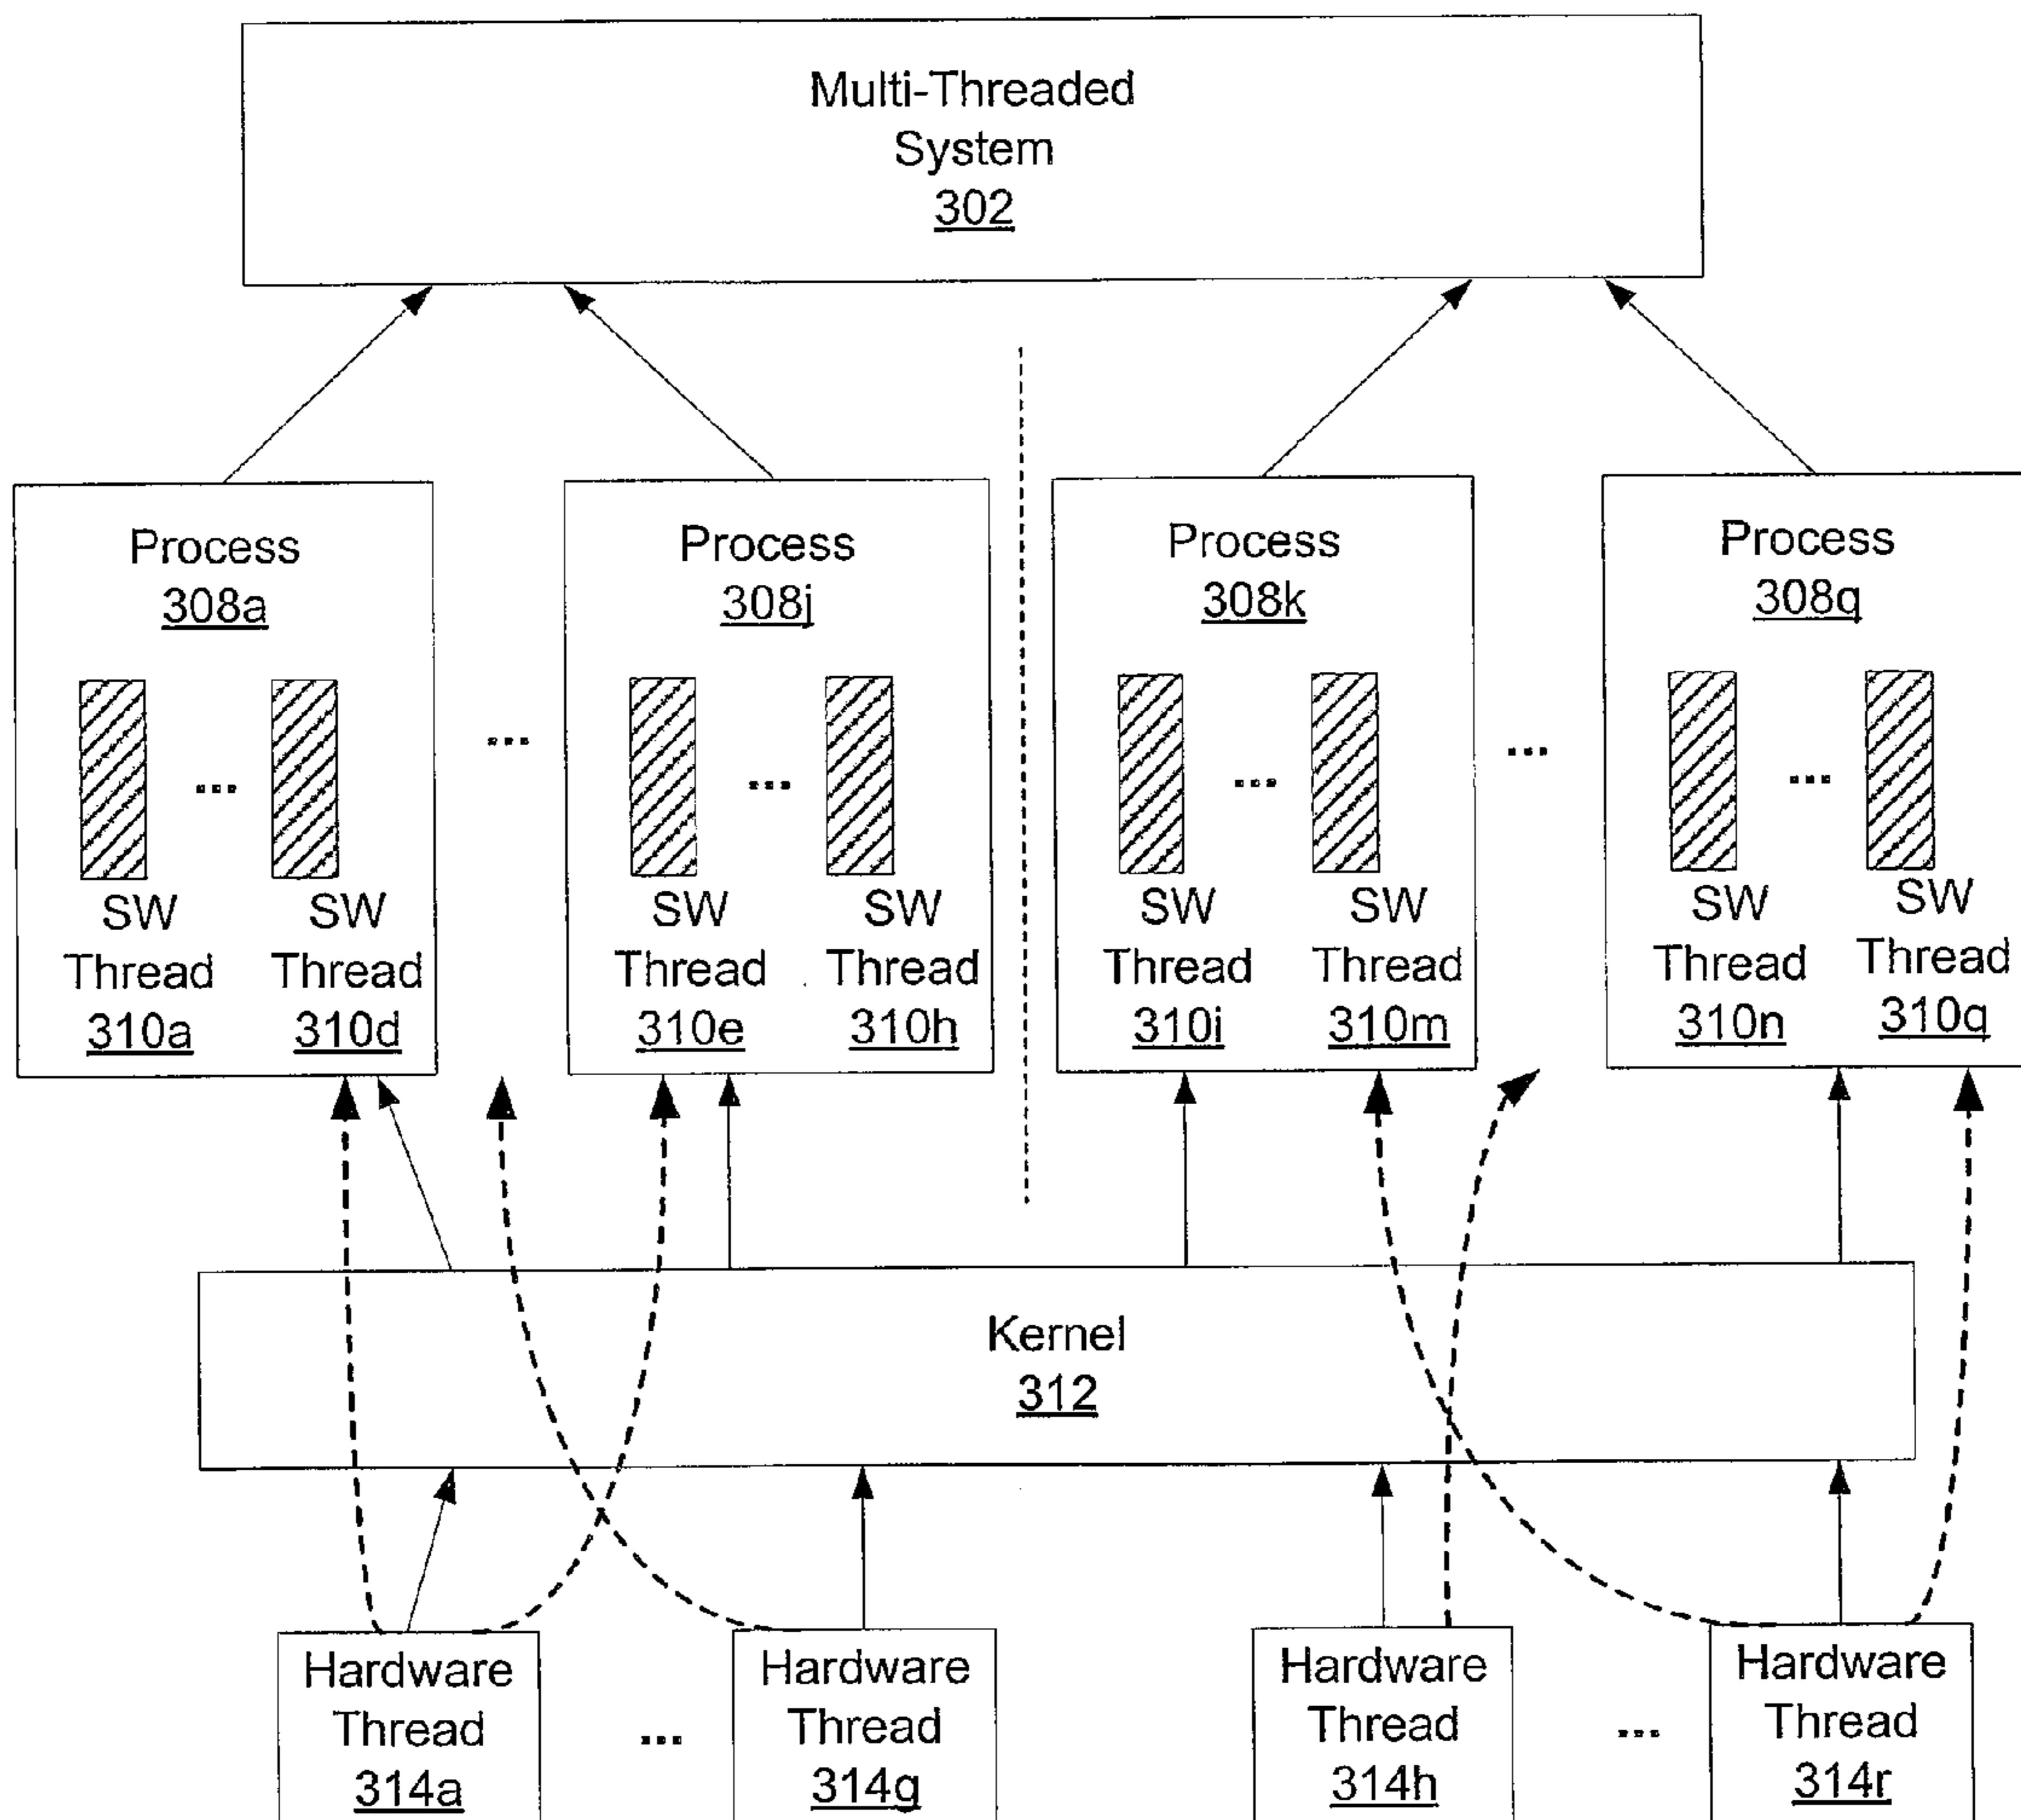 Multi-Threaded
System
302
Process
308a
Process
308j
Process
308k
Process
308q
...
...
...
...
...
...
SW
Thread
310a
SW
Thread
310d
SW
Thread
310e
SW
Thread
310h
SW
Thread
310i
SW
Thread
310m
SW
Thread
310n
SW
Thread
310q
Kernel
312
Hardware
Thread
314a
...
Hardware
Thread
314g
Hardware
Thread
314h
...
Hardware
Thread
314r